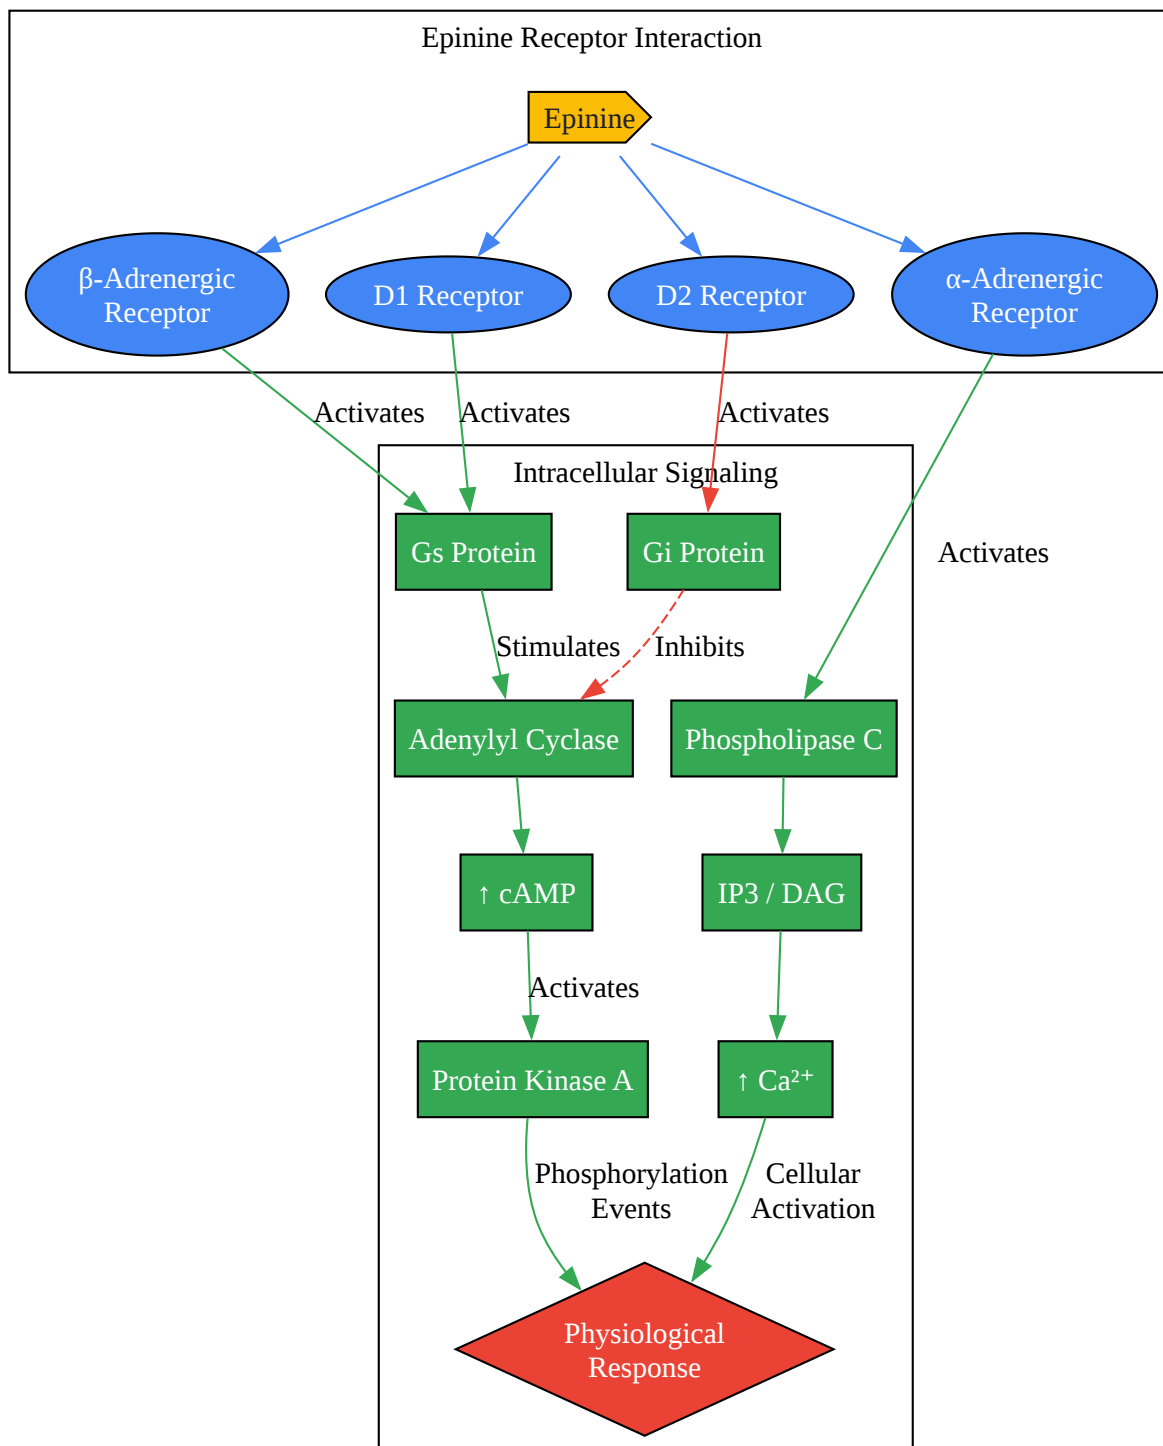 Epinine Receptor Interaction
Epinine
β-Adrenergic
Receptor
D1 Receptor
D2 Receptor
α-Adrenergic
Receptor
Activates
Activates
Activates
Intracellular Signaling
Gs Protein
Gi Protein
Activates
Stimulates
Inhibits
Adenylyl Cyclase
Phospholipase C
↑ cAMP
IP3 / DAG
Activates
Protein Kinase A
↑ Ca²⁺
Phosphorylation
Events
Cellular
Activation
Physiological
Response